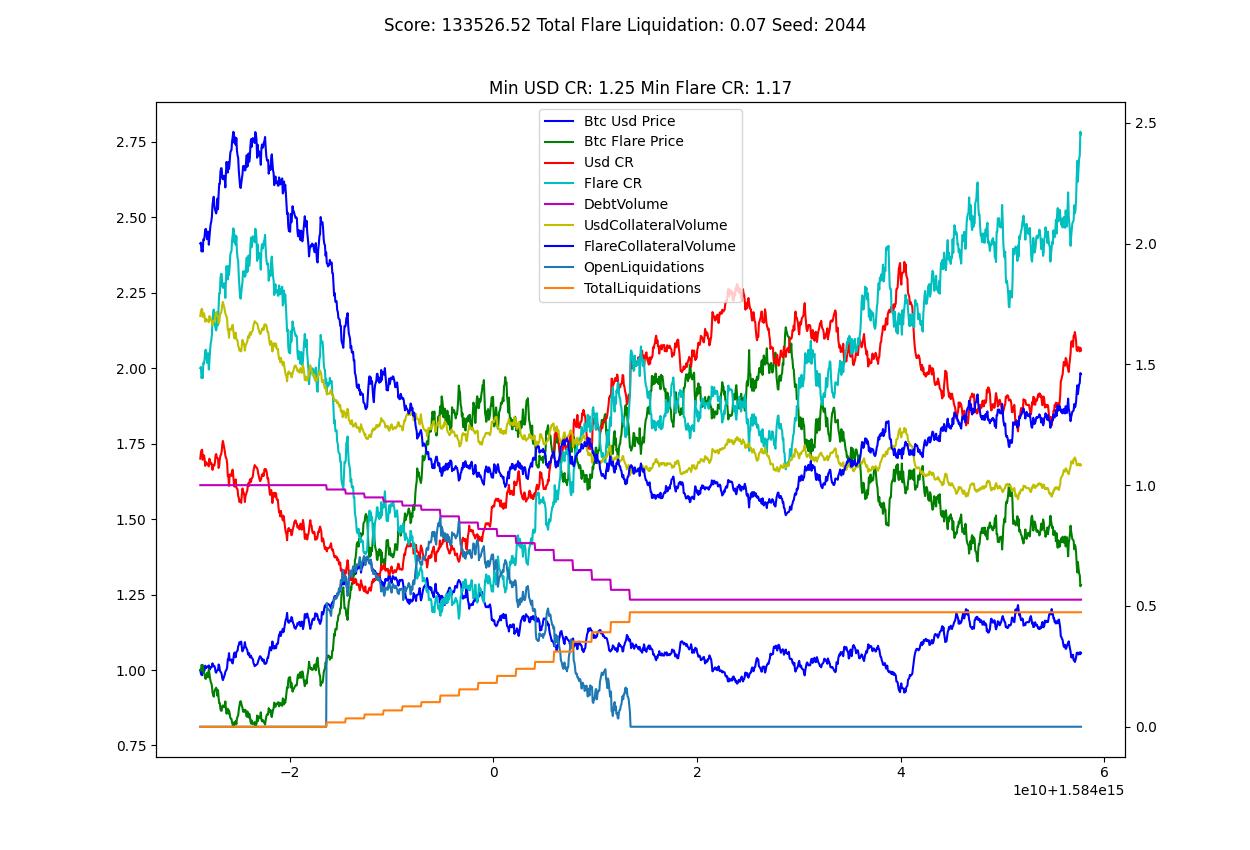 Score: 133526.52 Total Flare Liquidation: 0.07 Seed: 2044
Min USD CR: 1.25 Min Flare CR: 1.17
Btc Usd Price
Btc Flare Price
Usd CR
Flare CR
DebtVolume
UsdCollateralVolume
FlareCollateralVolume
OpenLiquidations
TotalLiquidations
2.75
2.50
2.25
2.00
1.75
1.50
1.25
1.00
0.75
2.5
2.0
1.5
1.0
0.5
0.0
−2 0 2 4 6
1e10+1.584e15